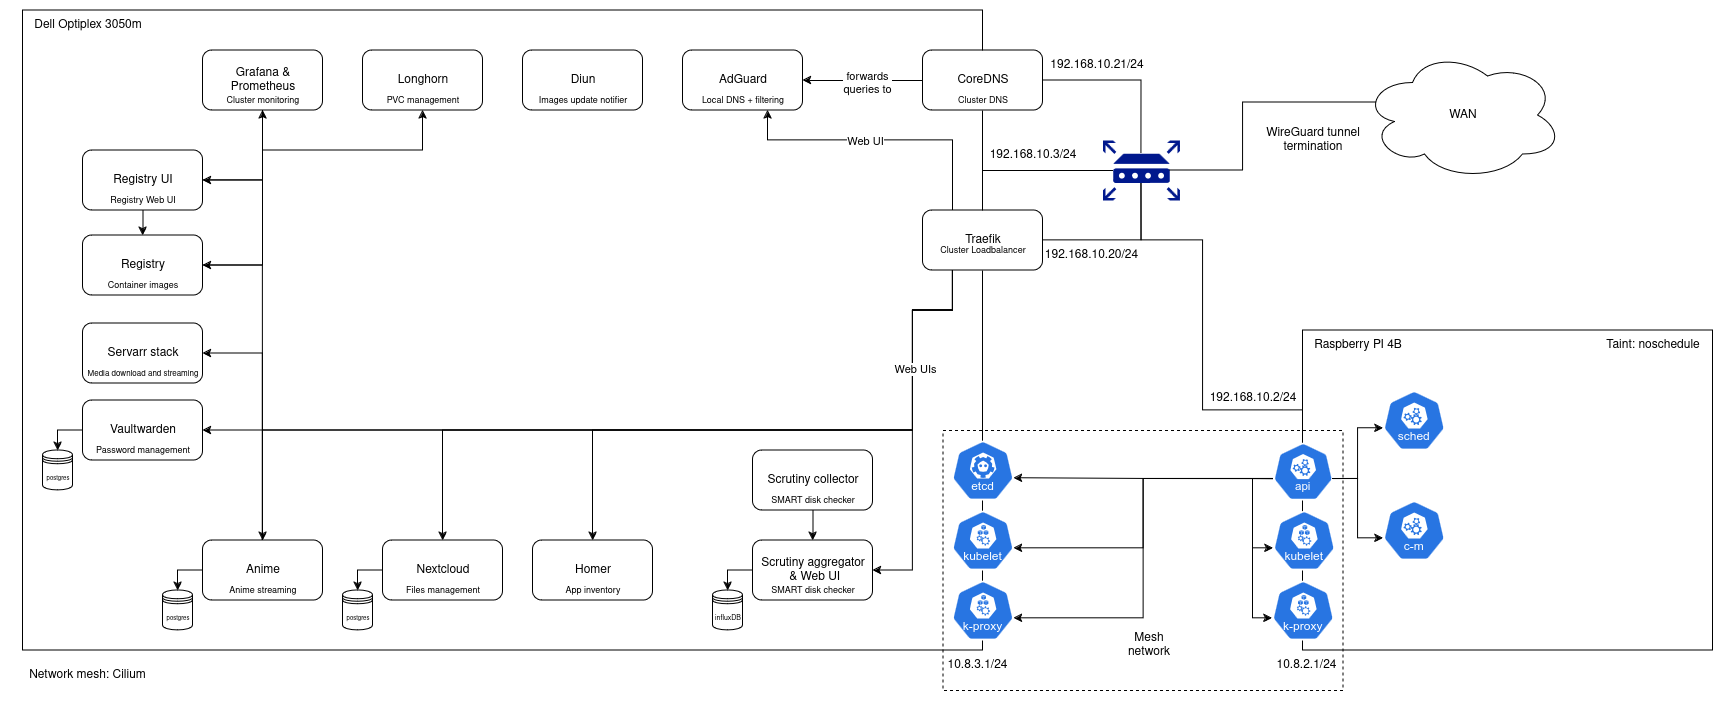 Dell Optiplex 3050m
Grafana &
Prometheus
Cluster monitoring
Longhorn
PVC management
Diun
Images update notifier
AdGuard
Local DNS + filtering
forwards
queries to
CoreDNS
Cluster DNS
192.168.10.21/24
WAN
WireGuard tunnel
termination
Web UI
192.168.10.3/24
Registry UI
Registry Web UI
Traefik
Cluster Loadbalancer
192.168.10.20/24
Registry
Container images
Servarr stack
Media download and streaming
Web UIs
Raspberry PI 4B
Taint: noschedule
192.168.10.2/24
Vaultwarden
Password management
postgres
sched
Scrutiny collector
SMART disk checker
etcd
api
kubelet
kubelet
c-m
Anime
Anime streaming
postgres
Nextcloud
Files management
postgres
Homer
App inventory
Scrutiny aggregator
& Web UI
SMART disk checker
influxDB
k-proxy
k-proxy
Mesh
network
10.8.3.1/24
10.8.2.1/24
Network mesh: Cilium